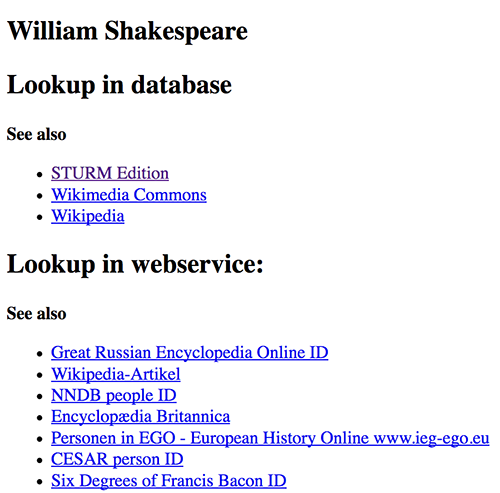 William Shakespeare
Lookup in database
See also
STURM Edition
Wikimedia Commons
Wikipedia
Lookup in webservice:
See also
Great Russian Encyclopedia Online ID
Wikipedia-Artikel
NNDB people ID
Encyclopædia Britannica
Personen in EGO - European History Online www.ieg-ego.eu
CESAR person ID
Six Degrees of Francis Bacon ID